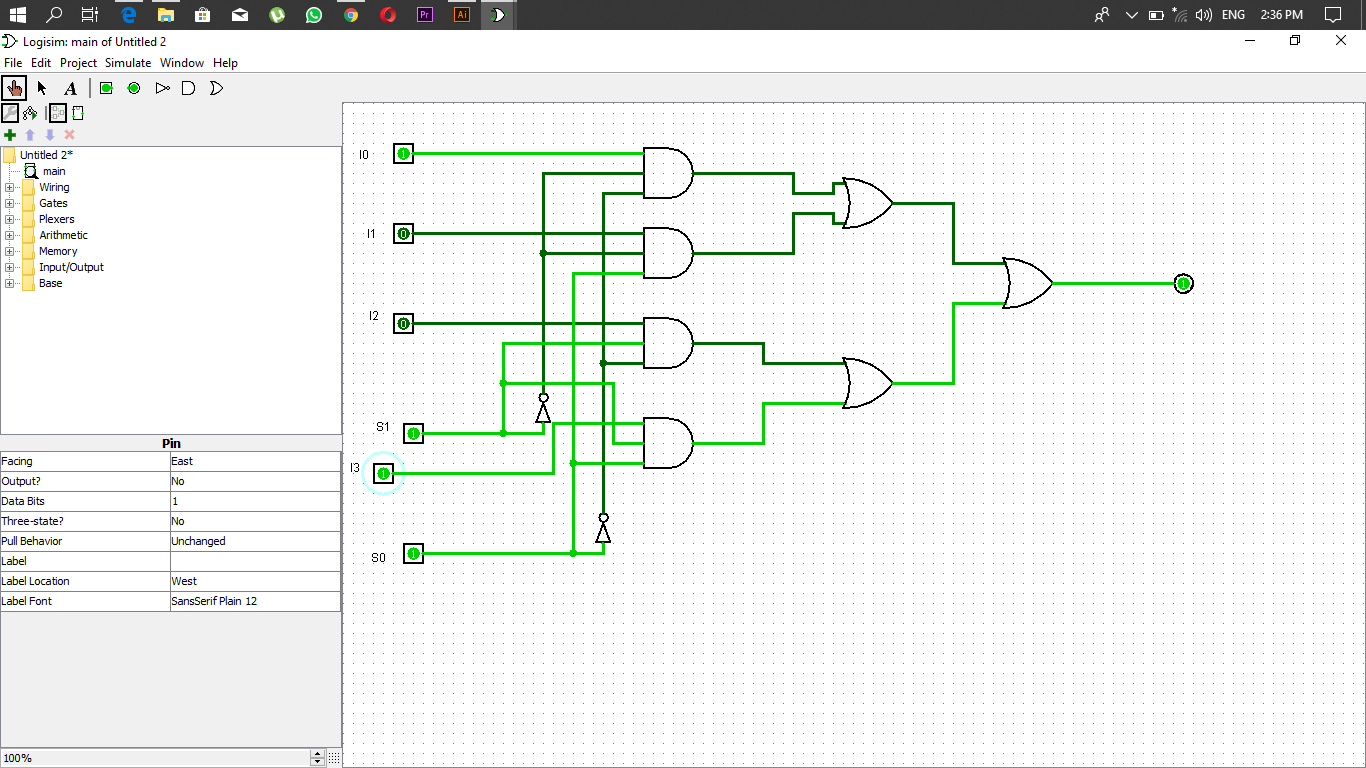 Pr
Ai
ENG
2:36 PM
Logisim: main of Untitled 2
File Edit Project Simulate Window Help
A
Untitled 2*
main
Wiring
Gates
Plexers
Arithmetic
Memory
Input/Output
Base
Pin
Facing East
Output? No
Data Bits 1
Three-state? No
Pull Behavior Unchanged
Label
Label Location West
Label Font SansSerif Plain 12
100%
I0 1
I1 0
1
I2 0
S1 1
I3 1
S0 1